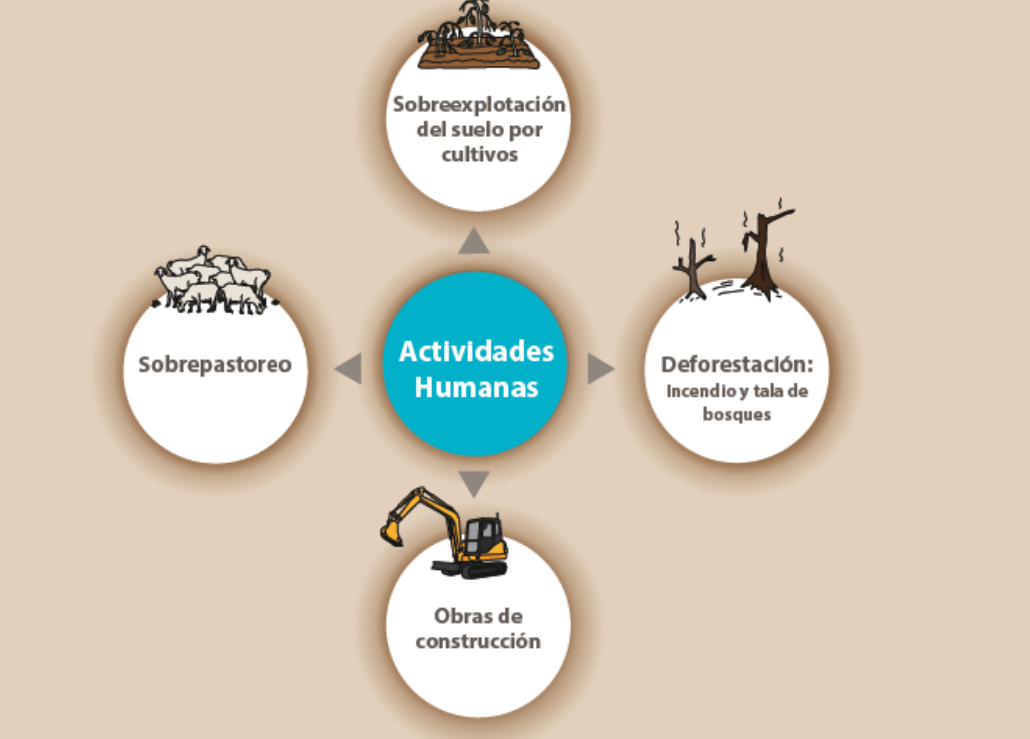 Sobreexplotación
del suelo por
cultivos
Sobrepastoreo
Actividades
Humanas
Deforestación:
Incendio y tala de
bosques
Obras de
construcción